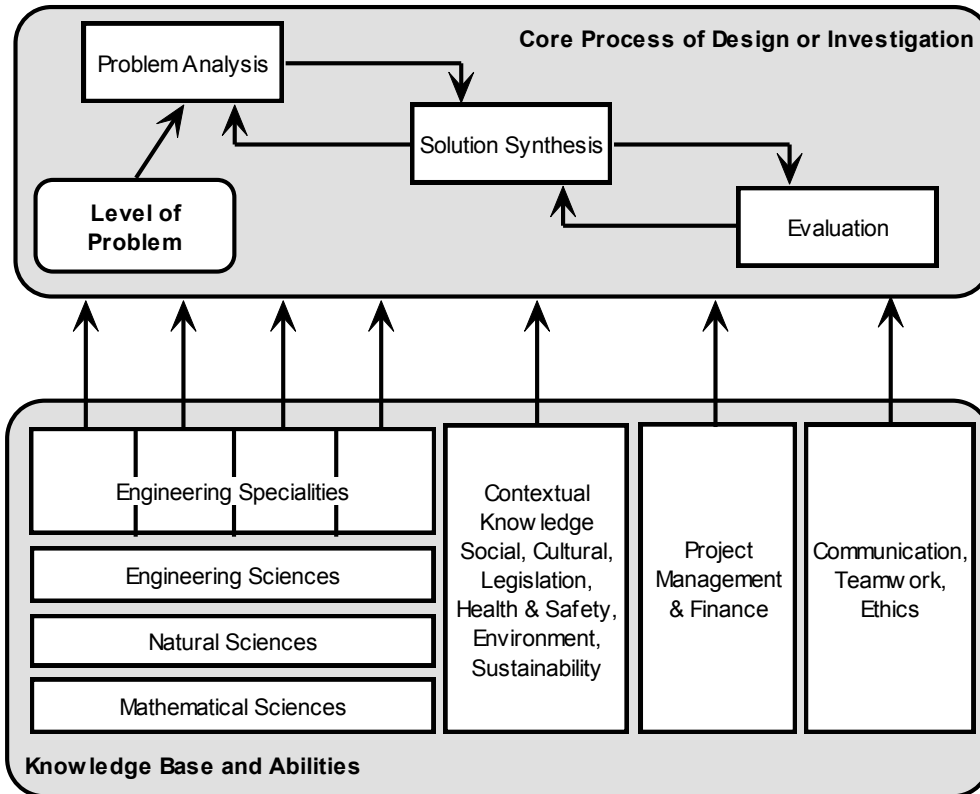 Core Process of Design or Investigation
Problem Analysis
Solution Synthesis
Level of
Problem
Evaluation
Engineering Specialities
Engineering Sciences
Natural Sciences
Mathematical Sciences
Contextual
Knowledge
Social, Cultural,
Legislation,
Health & Safety,
Environment,
Sustainability
Project
Management
& Finance
Communication,
Teamwork,
Ethics
Knowledge Base and Abilities